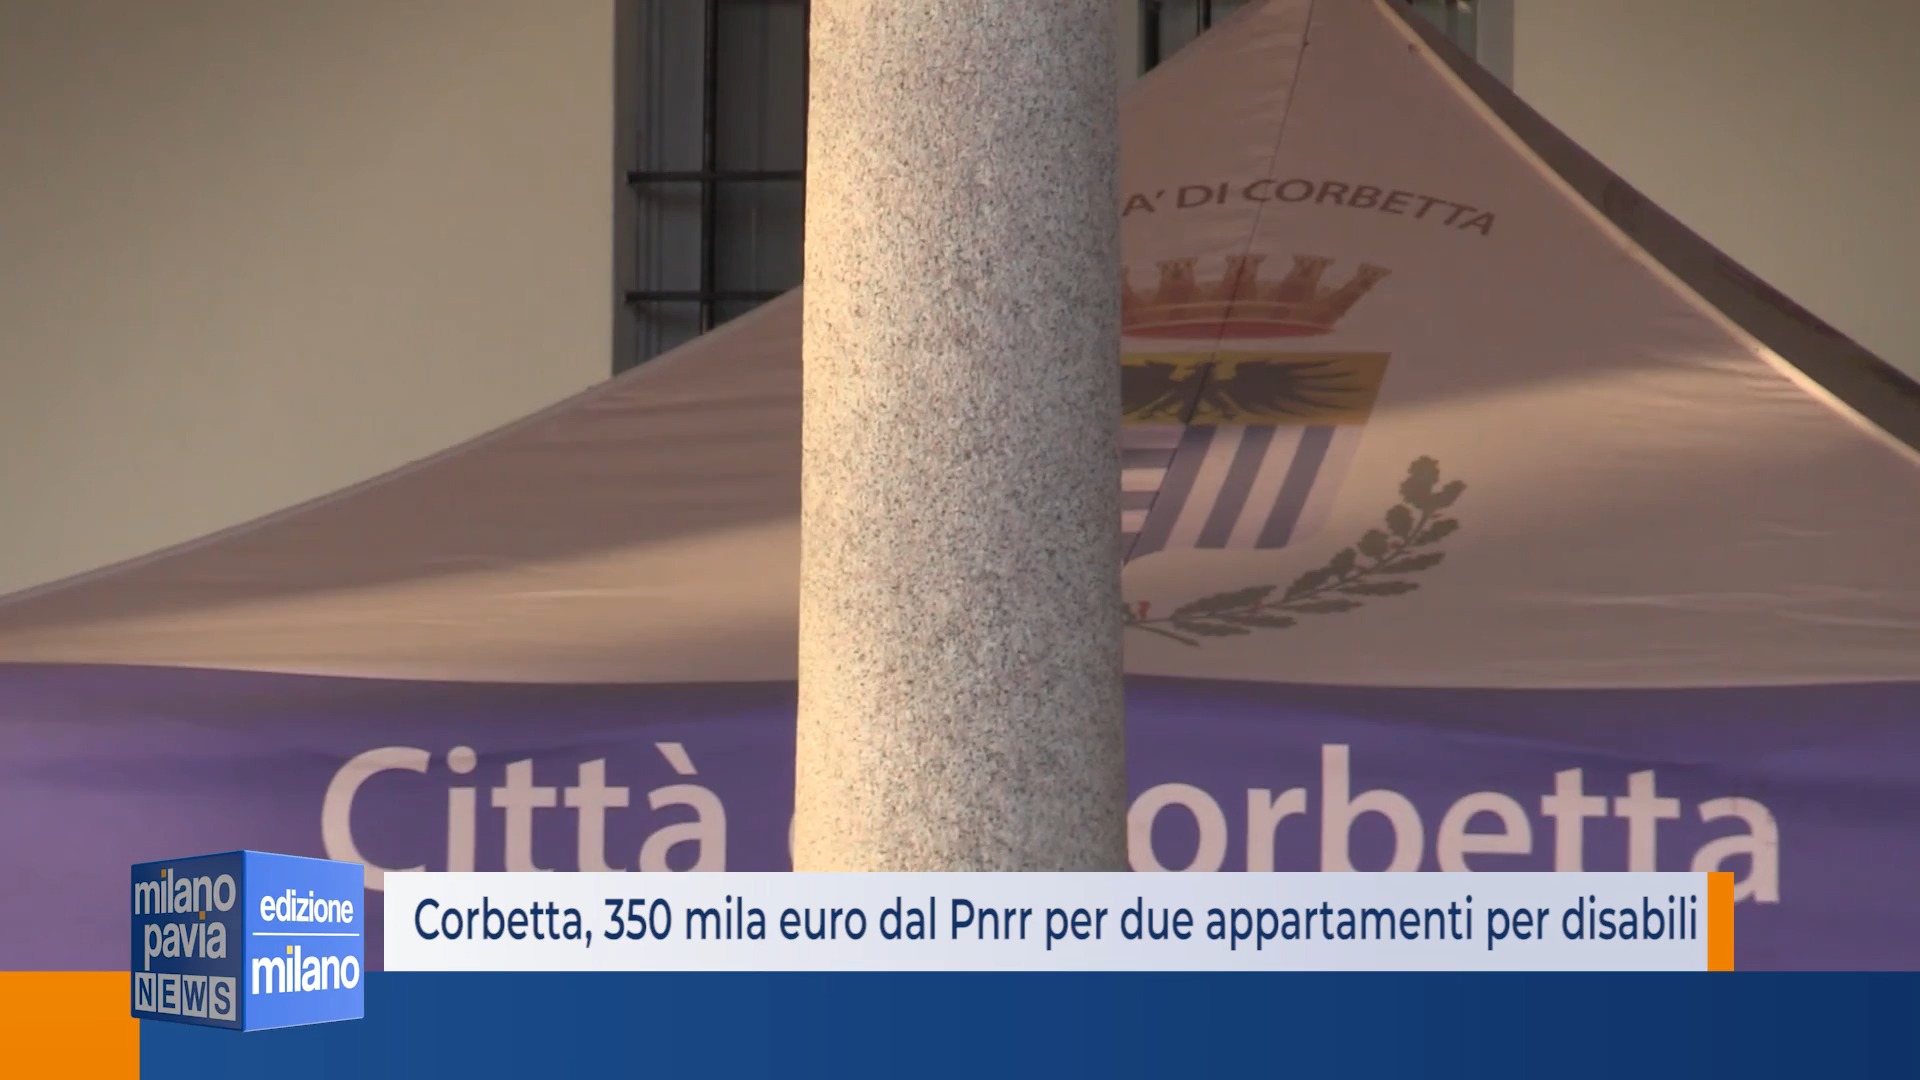 A' DI CORBETTA
Città orbetta
Corbetta, 350 mila euro dal Pnrr per due appartamenti per disabili
milano
pavia
NEWS
edizione
milano